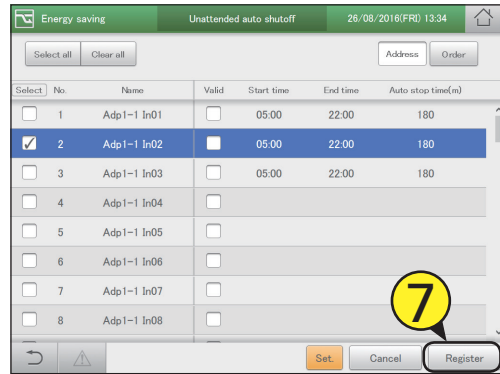 Energy saving Unattended auto shutoff 26/08/2016(FRI) 13:34
Select all Clear all Address Order
Select No. Name Valid Start time End time Auto stop time(m)
1 Adp1-1 In01 05:00 22:00 180
2 Adp1-1 In02 05:00 22:00 180
3 Adp1-1 In03 05:00 22:00 180
4 Adp1-1 In04
5 Adp1-1 In05
6 Adp1-1 In06
7 Adp1-1 In07
8 Adp1-1 In08
7
Set. Cancel Register